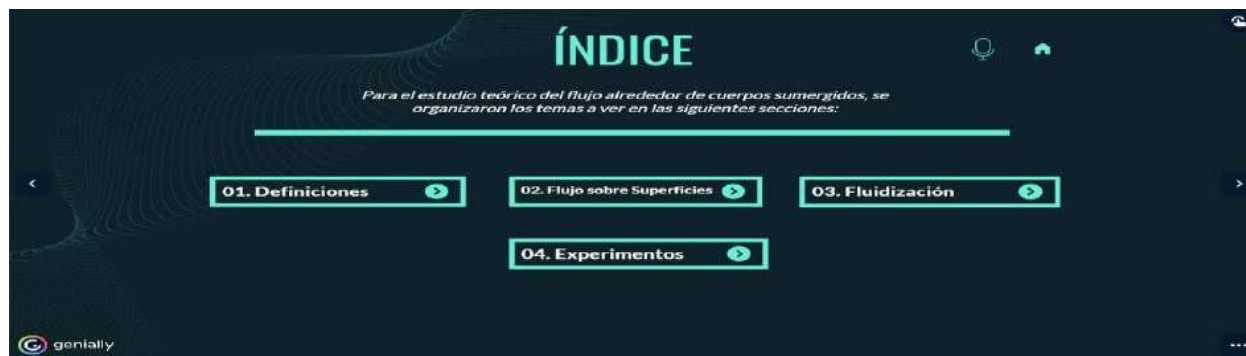 ÍNDICE
Para el estudio teórico del flujo alrededor de cuerpos sumergidos, se
organizaron los temas a ver en las siguientes secciones:
01. Definiciones
02. Flujo sobre Superficies
03. Fluidización
04. Experimentos
genially